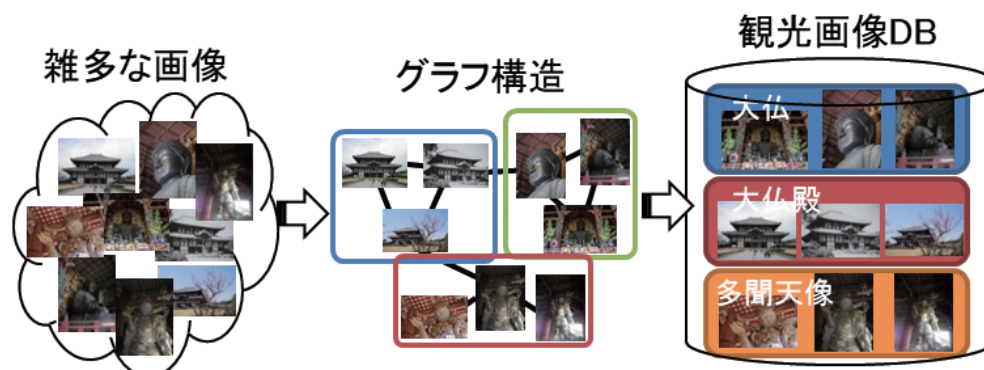 雑多な画像
グラフ構造
観光画像DB
大仏
大仏殿
多聞天像